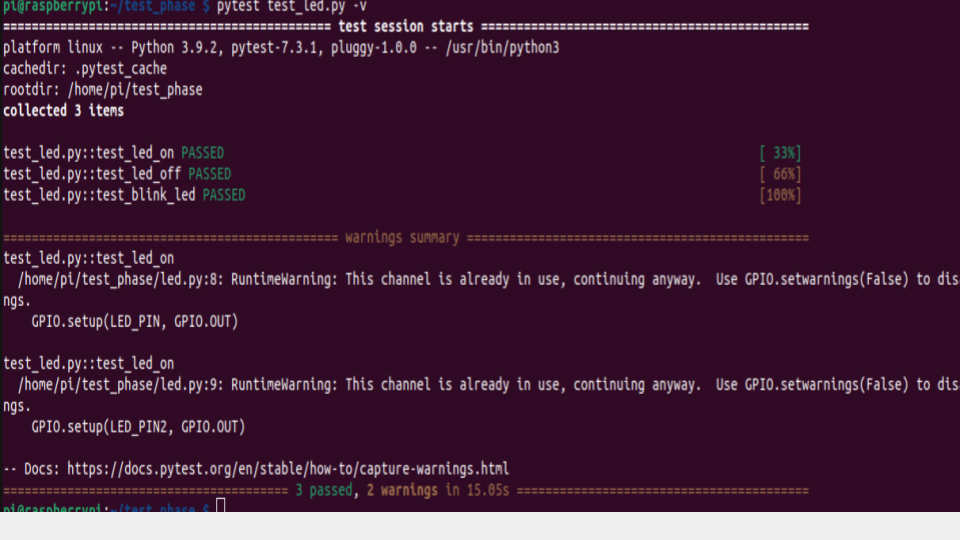 pi@raspberrypi:~/test_phase $ pytest test_led.py -v
============================================== test session starts ==============================================
platform linux -- Python 3.9.2, pytest-7.3.1, pluggy-1.0.0 -- /usr/bin/python3
cachedir: .pytest_cache
rootdir: /home/pi/test_phase
collected 3 items
test_led.py::test_led_on PASSED [ 33%]
test_led.py::test_led_off PASSED [ 66%]
test_led.py::test_blink_led PASSED [100%]
=============================================== warnings summary ================================================
test_led.py::test_led_on
/home/pi/test_phase/led.py:8: RuntimeWarning: This channel is already in use, continuing anyway.  Use GPIO.setwarnings(False) to dis
ngs.
GPIO.setup(LED_PIN, GPIO.OUT)
test_led.py::test_led_on
/home/pi/test_phase/led.py:9: RuntimeWarning: This channel is already in use, continuing anyway.  Use GPIO.setwarnings(False) to dis
ngs.
GPIO.setup(LED_PIN2, GPIO.OUT)
-- Docs: https://docs.pytest.org/en/stable/how-to/capture-warnings.html
======================================== 3 passed, 2 warnings in 15.05s =========================================
pi@raspberrypi:~/test_phase $